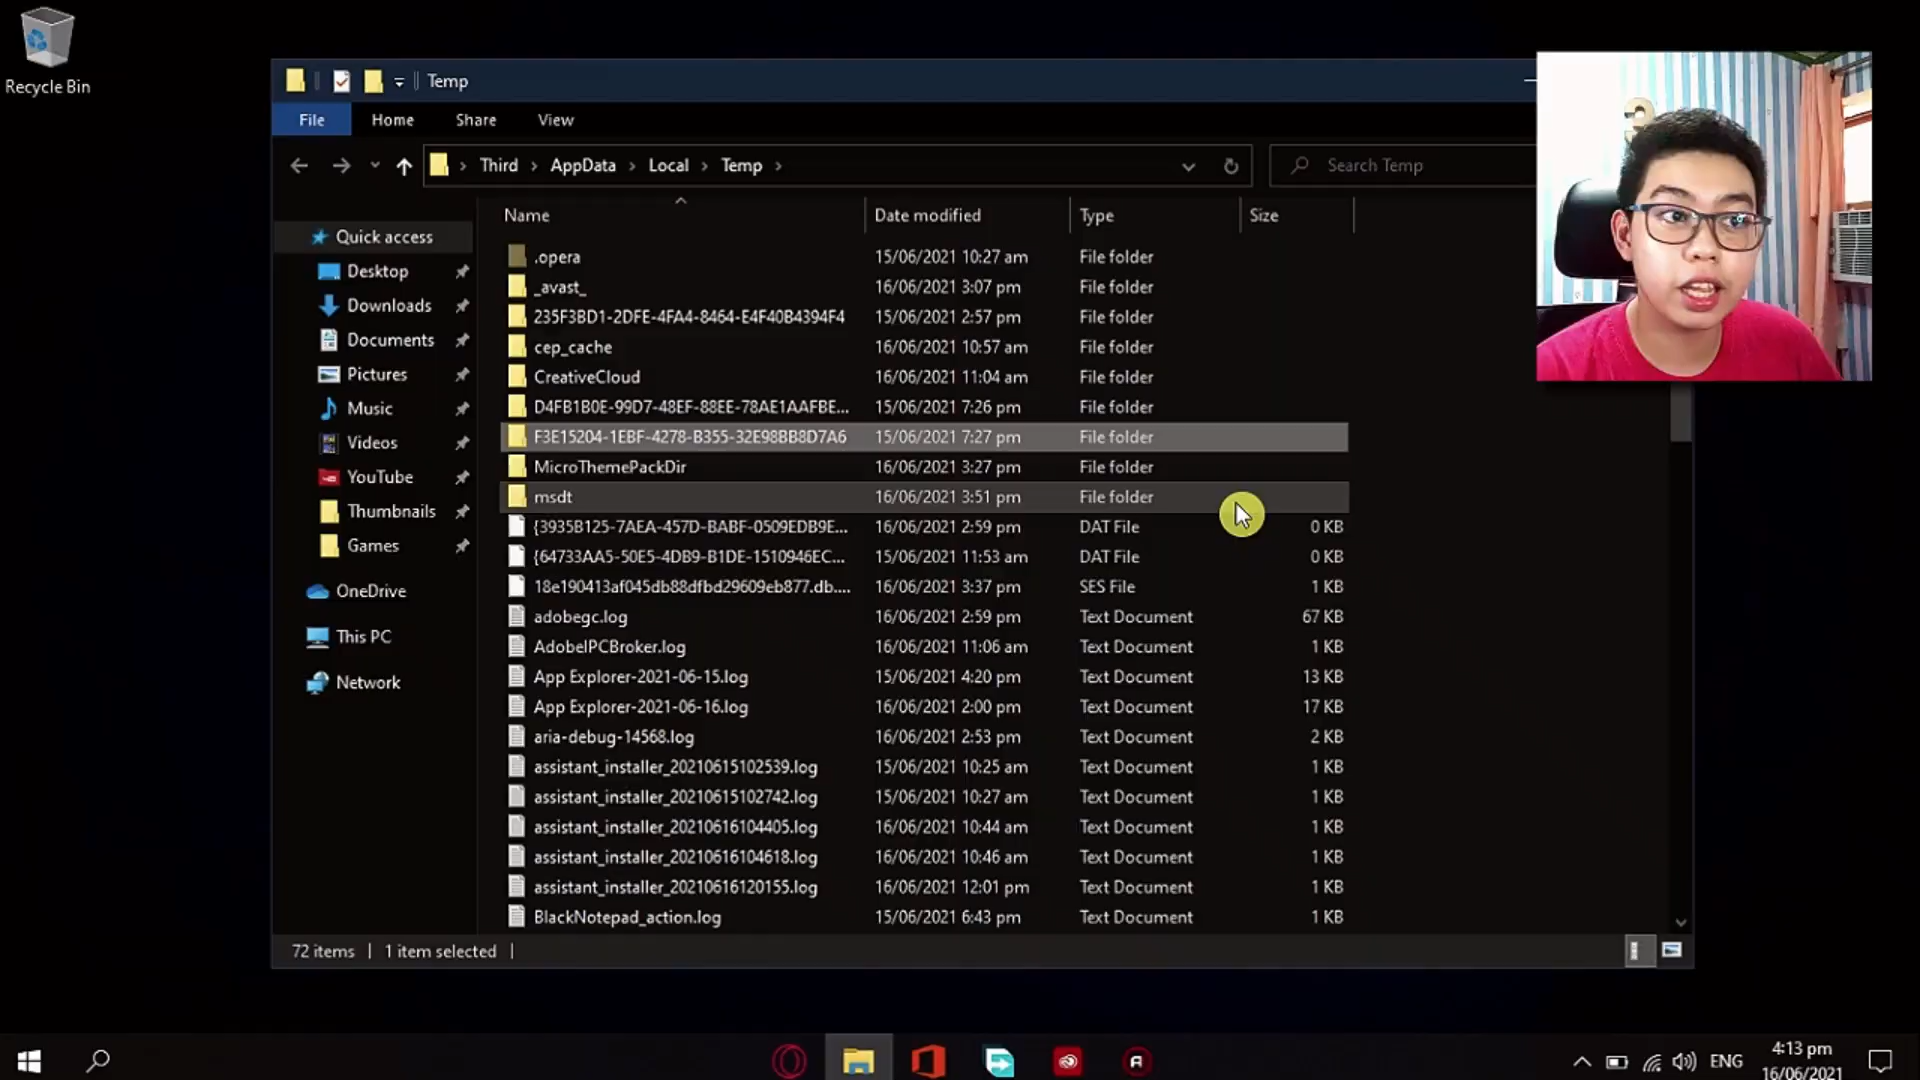 Recycle Bin
Temp
File Home Share View
Third AppData Local Temp
Search Temp
Name Date modified Type Size
Quick access
Desktop
Downloads
Documents
Pictures
Music
Videos
YouTube
Thumbnails
Games
OneDrive
This PC
Network
.opera 15/06/2021 10:27 am File folder
_avast_ 16/06/2021 3:07 pm File folder
235F3BD1-2DFE-4FA4-8464-E4F40B4394F4 15/06/2021 2:57 pm File folder
cep_cache 16/06/2021 10:57 am File folder
CreativeCloud 16/06/2021 11:04 am File folder
D4FB1B0E-99D7-48EF-88EE-78AE1AAFBE... 15/06/2021 7:26 pm File folder
F3E15204-1EBF-4278-B355-32E98BB8D7A6 15/06/2021 7:27 pm File folder
MicroThemePackDir 16/06/2021 3:27 pm File folder
msdt 16/06/2021 3:51 pm File folder
{3935B125-7AEA-457D-BABF-0509EDB9E... 16/06/2021 2:59 pm DAT File 0 KB
{64733AA5-50E5-4DB9-B1DE-1510946EC... 15/06/2021 11:53 am DAT File 0 KB
18e190413af045db88dfbd29609eb877.db.... 16/06/2021 3:37 pm SES File 1 KB
adobegc.log 16/06/2021 2:59 pm Text Document 67 KB
AdobeIPCBroker.log 16/06/2021 11:06 am Text Document 1 KB
App Explorer-2021-06-15.log 15/06/2021 4:20 pm Text Document 13 KB
App Explorer-2021-06-16.log 16/06/2021 2:00 pm Text Document 17 KB
aria-debug-14568.log 16/06/2021 2:53 pm Text Document 2 KB
assistant_installer_20210615102539.log 15/06/2021 10:25 am Text Document 1 KB
assistant_installer_20210615102742.log 15/06/2021 10:27 am Text Document 1 KB
assistant_installer_20210616104405.log 16/06/2021 10:44 am Text Document 1 KB
assistant_installer_20210616104618.log 16/06/2021 10:46 am Text Document 1 KB
assistant_installer_20210616120155.log 16/06/2021 12:01 pm Text Document 1 KB
BlackNotepad_action.log 15/06/2021 6:43 pm Text Document 1 KB
72 items 1 item selected
ENG
4:13 pm
16/06/2021